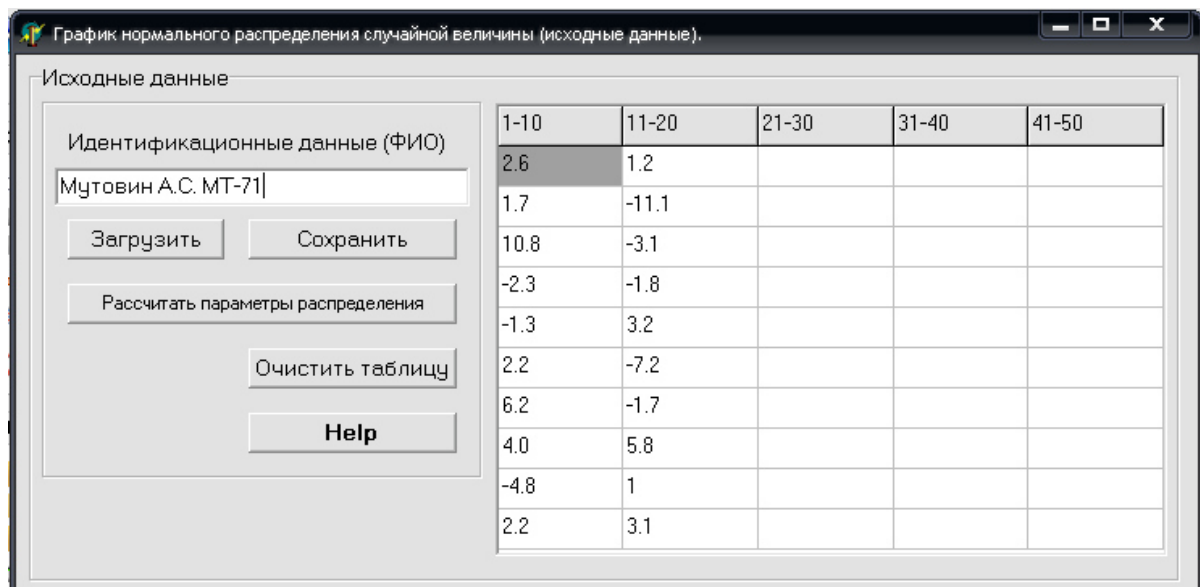 График нормального распределения случайной величины (исходные данные).
Исходные данные
Идентификационные данные (ФИО)
Мутовин А.С. МТ-71
Загрузить Сохранить
Рассчитать параметры распределения
Очистить таблицу
Help
1-10 11-20 21-30 31-40 41-50
2.6 1.2
1.7 -11.1
10.8 -3.1
-2.3 -1.8
-1.3 3.2
2.2 -7.2
6.2 -1.7
4.0 5.8
-4.8 1
2.2 3.1